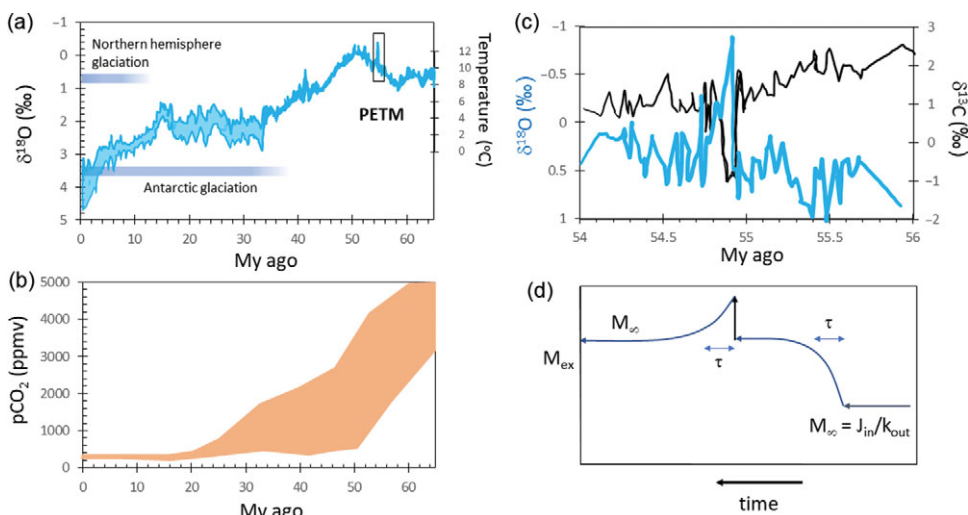 (a)
−1
0
1
2
3
4
5
δ18O (‰)
Northern hemisphere
glaciation
Antarctic glaciation
PETM
12
10
8
6
4
2
0
Temperature (ºC)
0 10 20 30 40 50 60
My ago
(b)
5000
4000
3000
2000
1000
0
pCO2 (ppmv)
0 10 20 30 40 50 60
My ago
(c)
−0.5
0
0.5
1
δ18O (‰)
3
2
1
0
−1
−2
δ13C (‰)
54 54.5 55 55.5 56
My ago
(d)
M∞
τ
τ
Mex
M∞ = Jin/kout
time